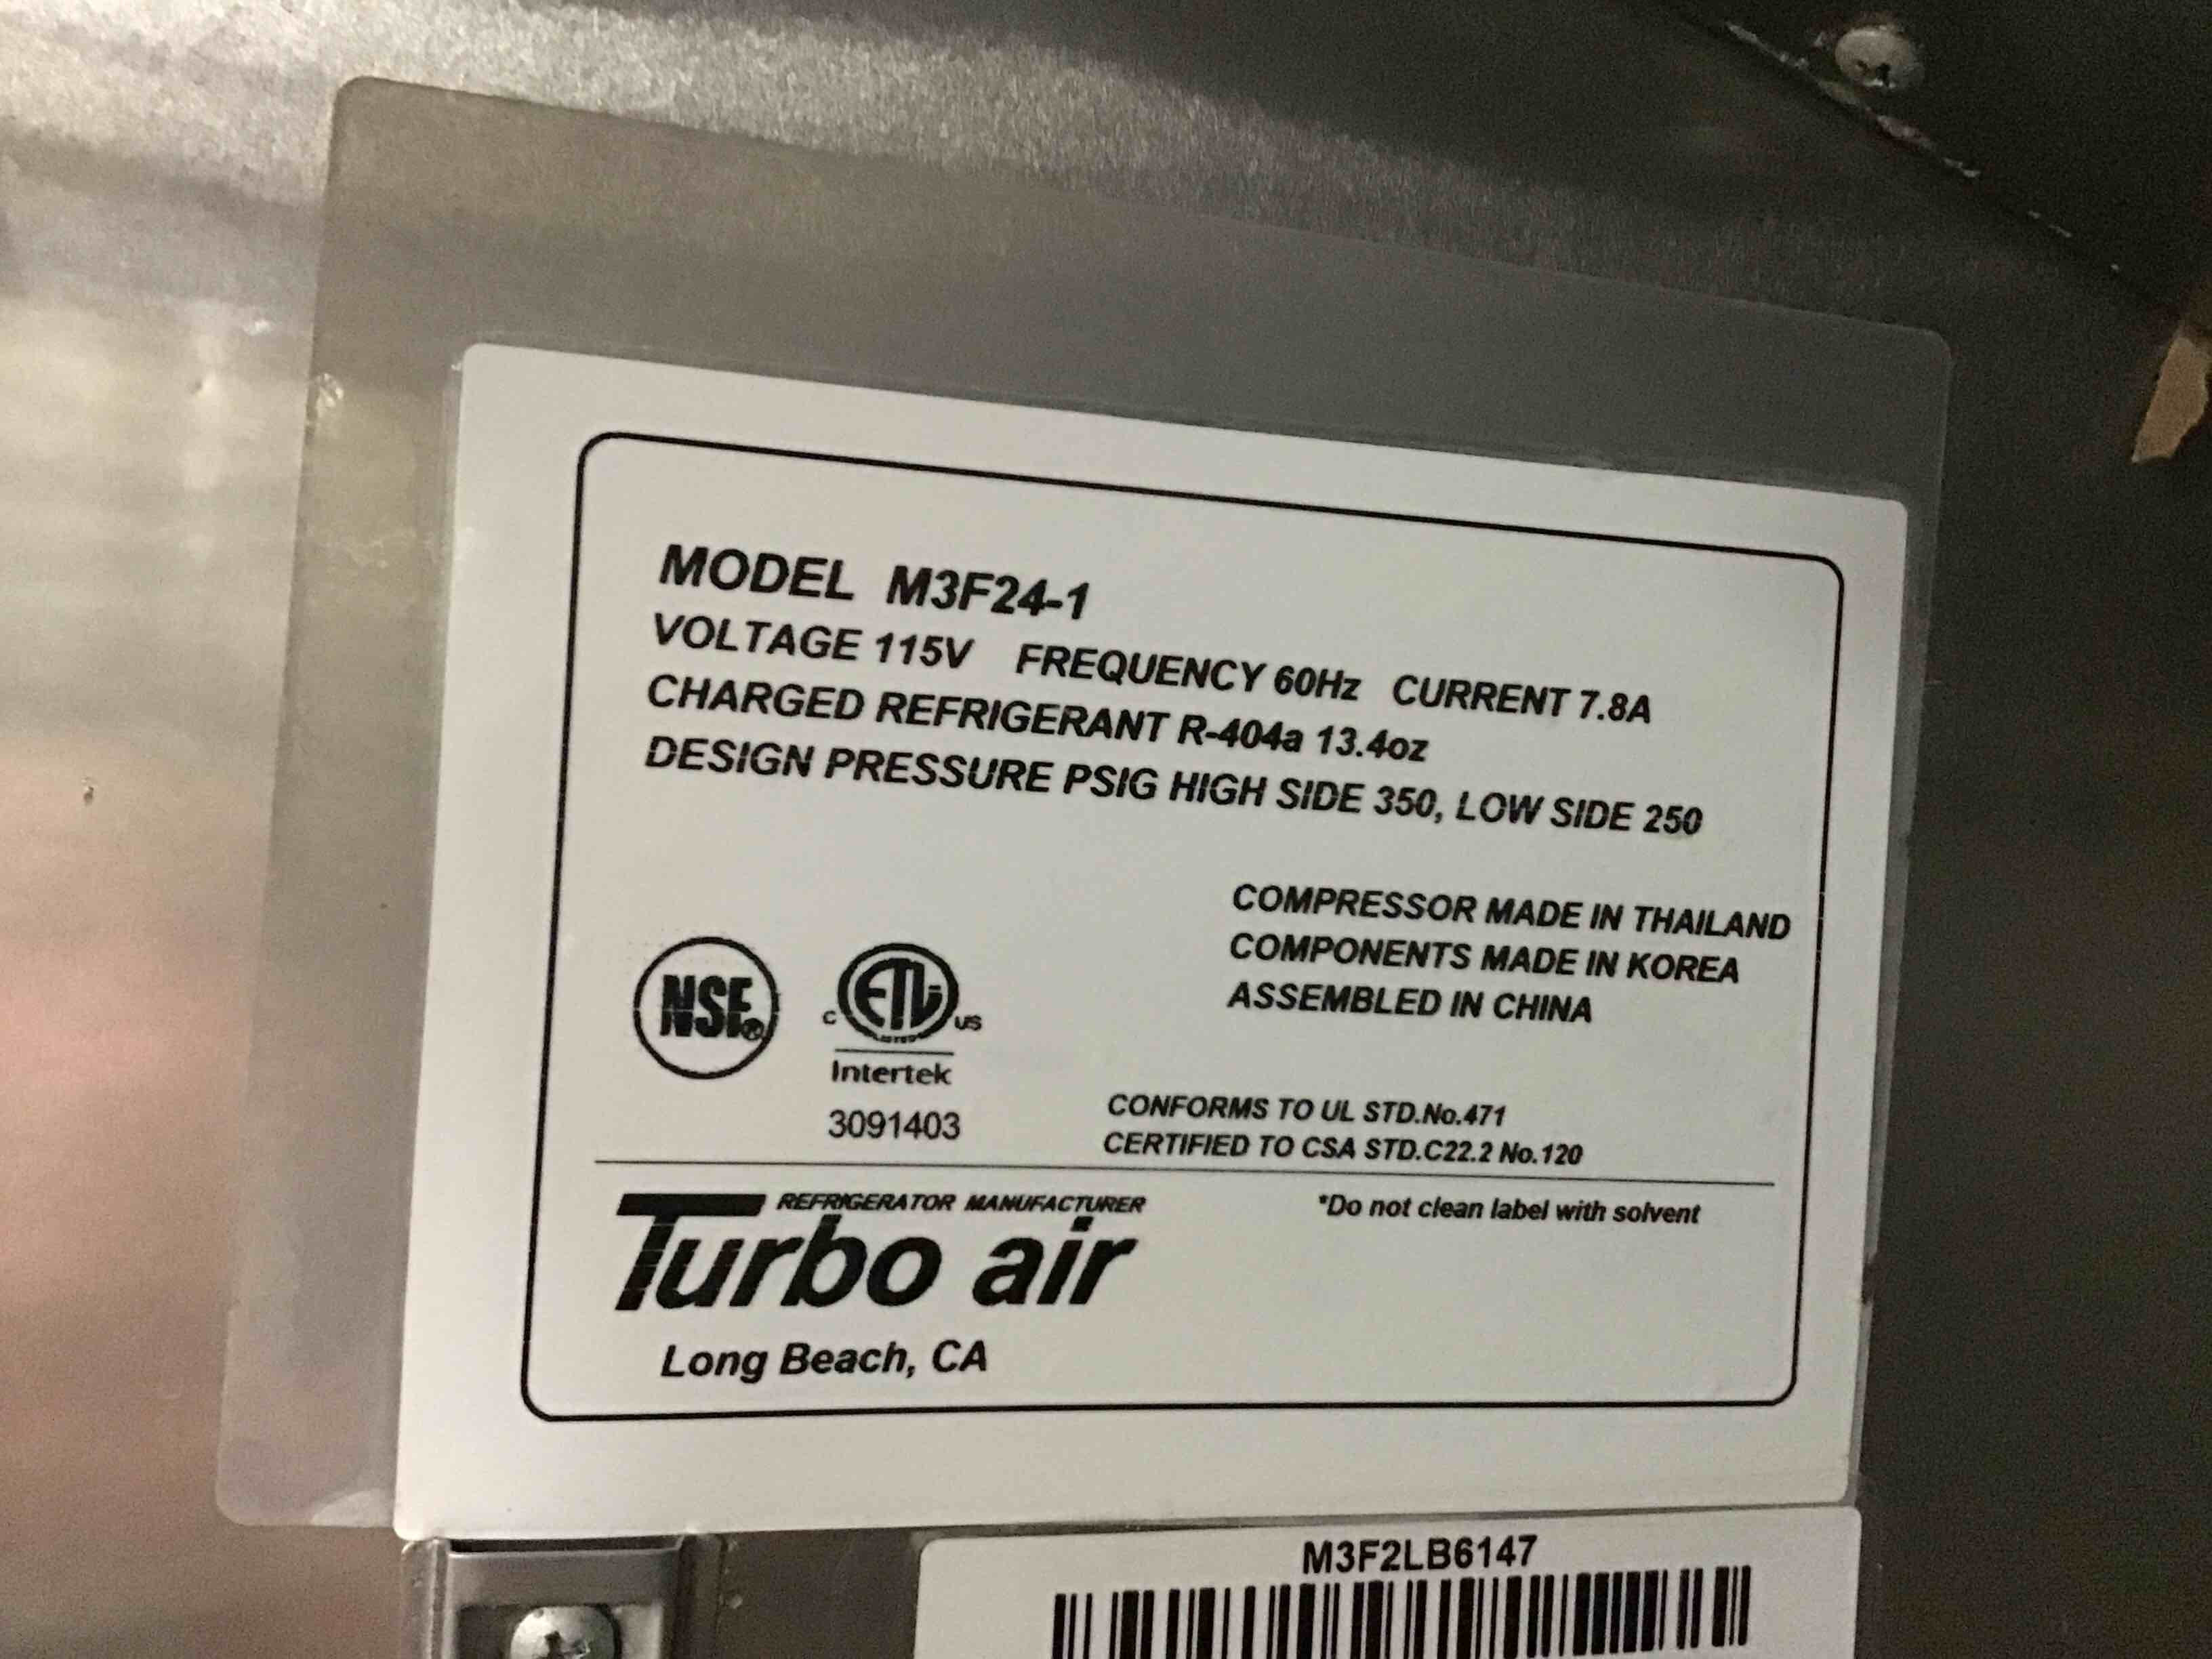 MODEL M3F24-1
VOLTAGE 115V FREQUENCY 60Hz CURRENT 7.8A
CHARGED REFRIGERANT R-404a 13.4oz
DESIGN PRESSURE PSIG HIGH SIDE 350, LOW SIDE 250
COMPRESSOR MADE IN THAILAND
COMPONENTS MADE IN KOREA
ASSEMBLED IN CHINA
NSF®
C ETL US
LISTED
Intertek
3091403
CONFORMS TO UL STD.No.471
CERTIFIED TO CSA STD.C22.2 No.120
REFRIGERATOR MANUFACTURER
Turbo air
*Do not clean label with solvent
Long Beach, CA
M3F2LB6147